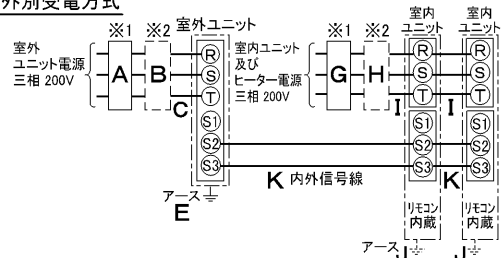 外別受電方式
※1 ※2 室外ユニット
室外
ユニット電源
三相 200V
A B
C
R
S
T
S1
S2
S3
アース
E
※1 ※2
室内ユニット
及び
ヒーター電源
三相 200V
G H
I I
室内
ユニット
R
S
T
S1
S2
S3
リモコン
内蔵
室内
ユニット
R
S
T
S1
S2
S3
リモコン
内蔵
K 内外信号線
K
アース